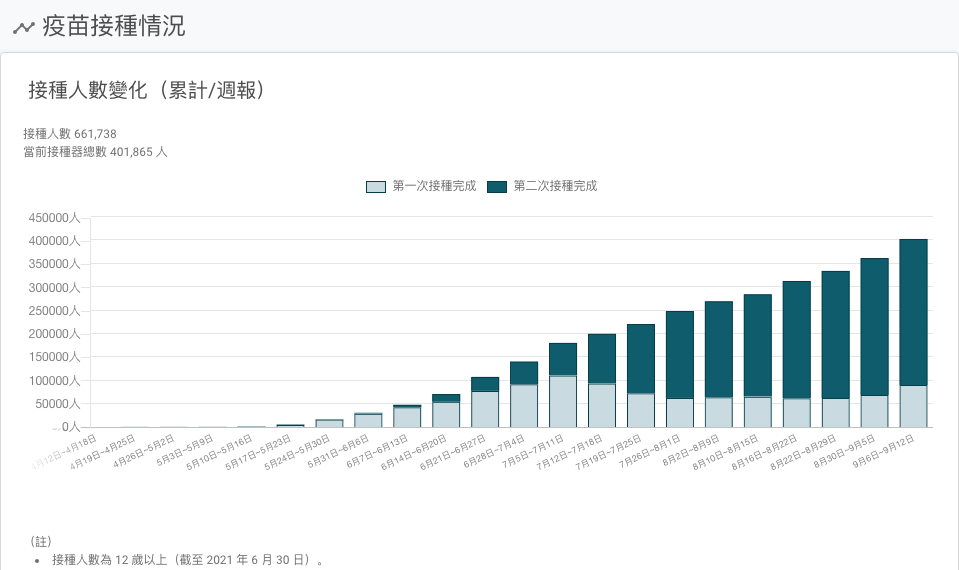 疫苗接種情況
接種人數變化（累計/週報）
接種人數 661,738
當前接種器總數 401,865 人
第一次接種完成 第二次接種完成
450000人
400000人
350000人
300000人
250000人
200000人
150000人
100000人
50000人
0人
4月12日~4月18日
4月19日~4月25日
4月26日~5月2日
5月3日~5月9日
5月10日~5月16日
5月17日~5月23日
5月24日~5月30日
5月31日~6月6日
6月7日~6月13日
6月14日~6月20日
6月21日~6月27日
6月28日~7月4日
7月5日~7月11日
7月12日~7月18日
7月19日~7月25日
7月26日~8月1日
8月2日~8月9日
8月10日~8月15日
8月16日~8月22日
8月22日~8月29日
8月30日~9月5日
9月6日~9月12日
（註）
• 接種人數為 12 歲以上（截至 2021 年 6 月 30 日）。